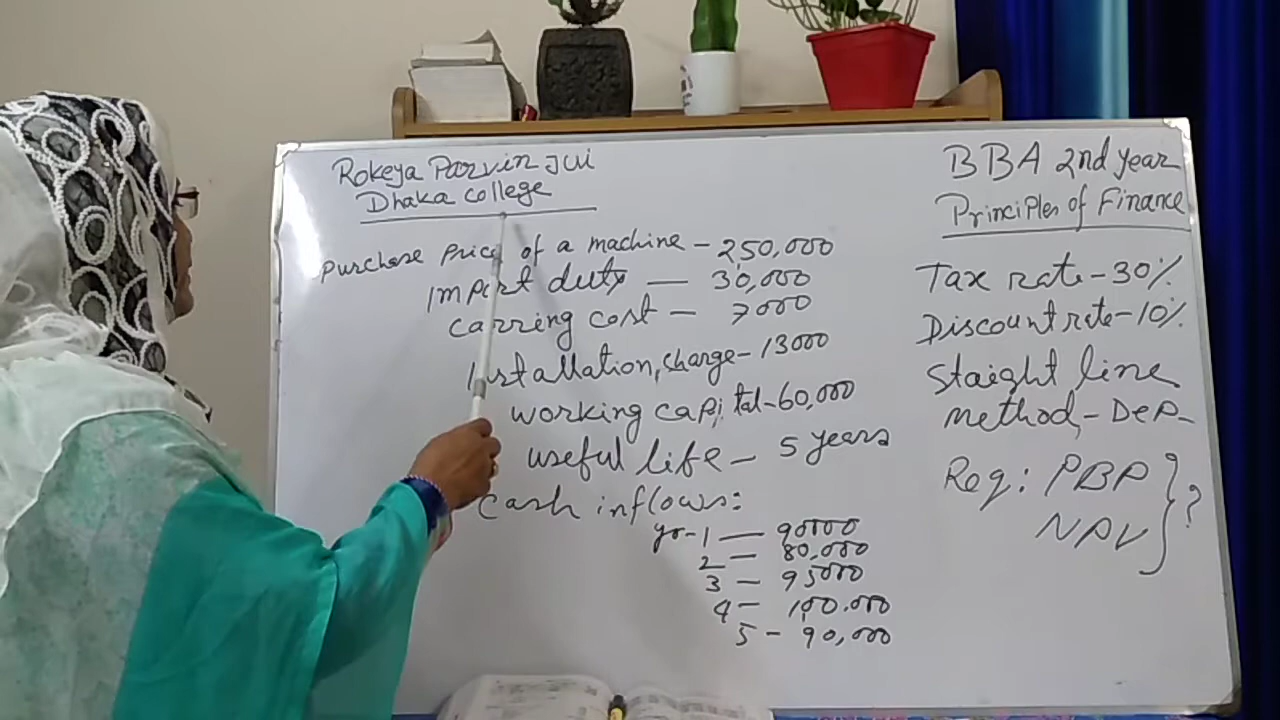 Rokeya Parvin Jui
Dhaka College
Purchase Price of a machine - 250,000
Import duty — 30,000
Carring cost - 7000
Installation, charge - 13000
working capital - 60,000
useful life - 5 years
Cash inflows:
yr-1 — 90000
2 — 80,000
3 - 95000
4 - 100,000
5 - 90,000
BBA 2nd year
Principles of Finance
Tax rate - 30%
Discount rate - 10%
Staight line
method, - Dep-
Req: PBP
NPV } ?